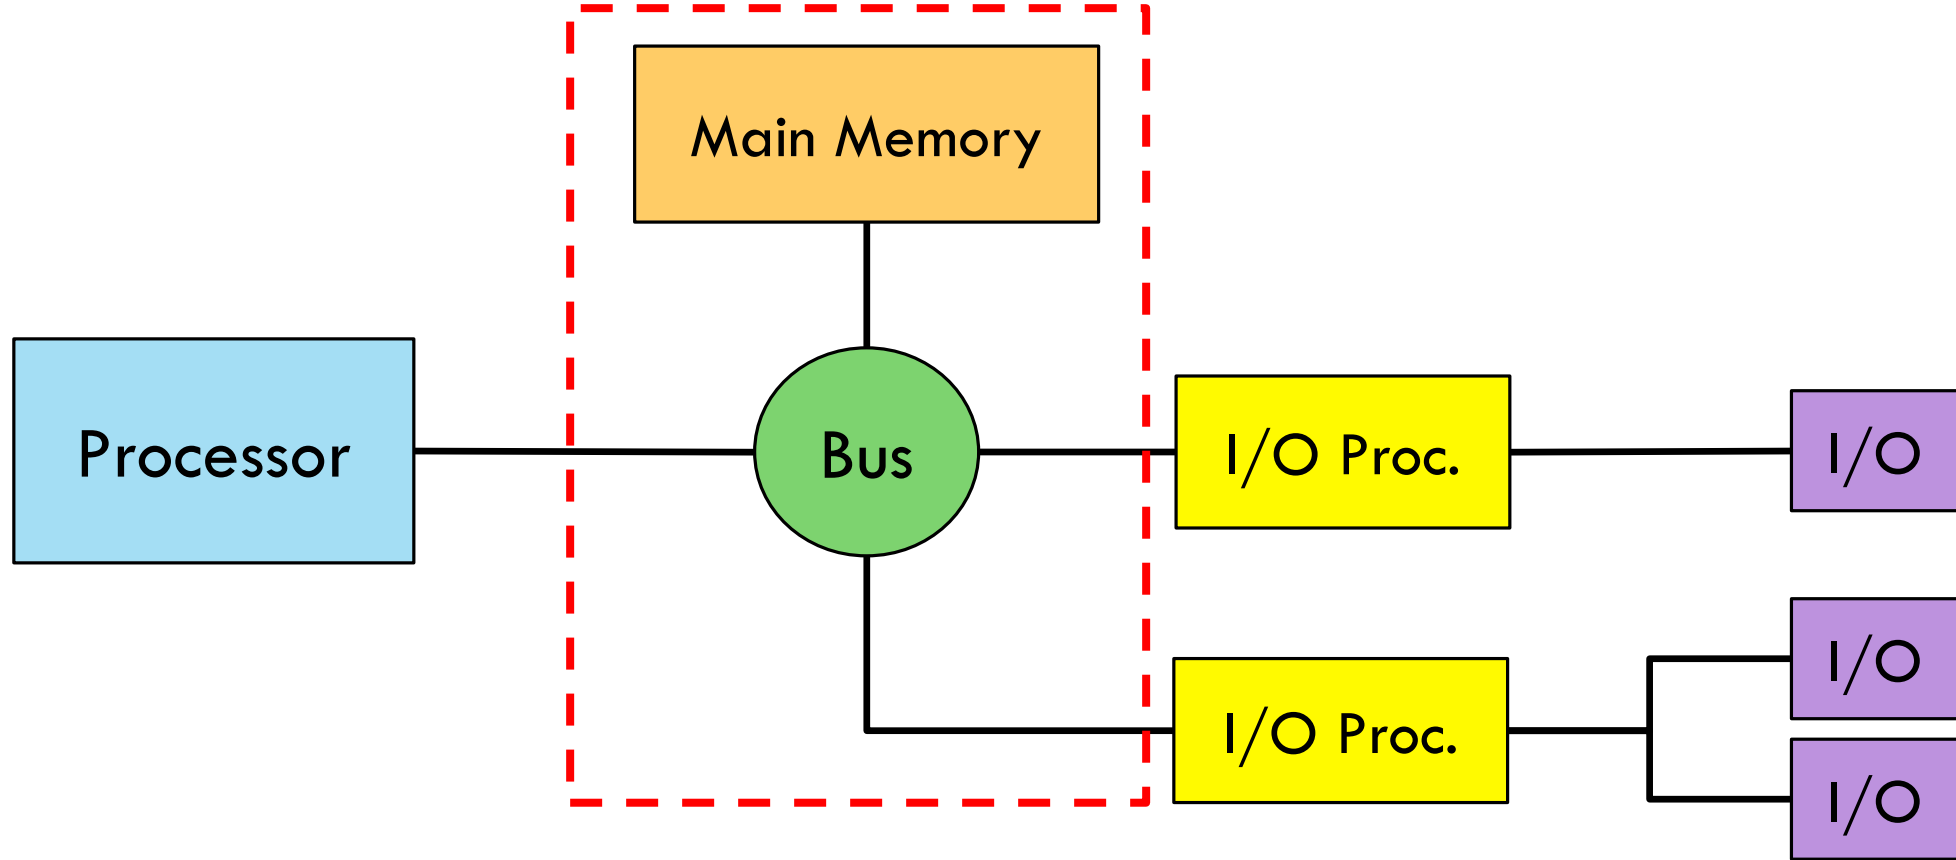 Main Memory
Processor
Bus
I/O Proc.
I/O
I/O
I/O Proc.
I/O